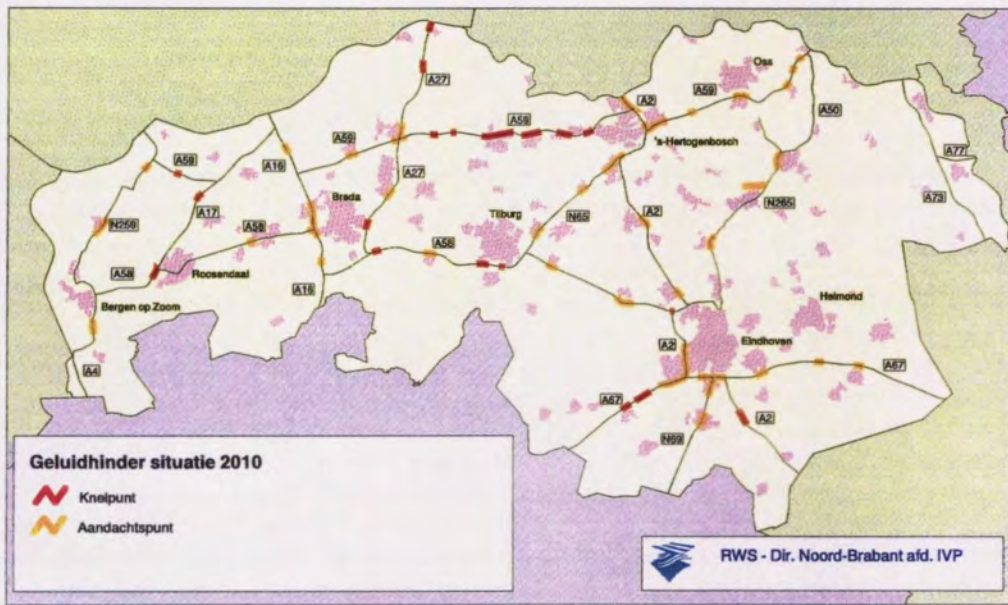 A27
A2
A59
Oss
A59
A50
A59
A59
A16
's-Hertogenbosch
A77
A27
A17
Breda
N65
A2
N265
A73
N259
A58
Tilburg
A58
A58
Roosendaal
A16
Bergen op Zoom
Helmond
A2
Eindhoven
A4
A67
A67
A2
N69
Geluidhinder situatie 2010
Knelpunt
Aandachtspunt
RWS - Dir. Noord-Brabant afd. IVP